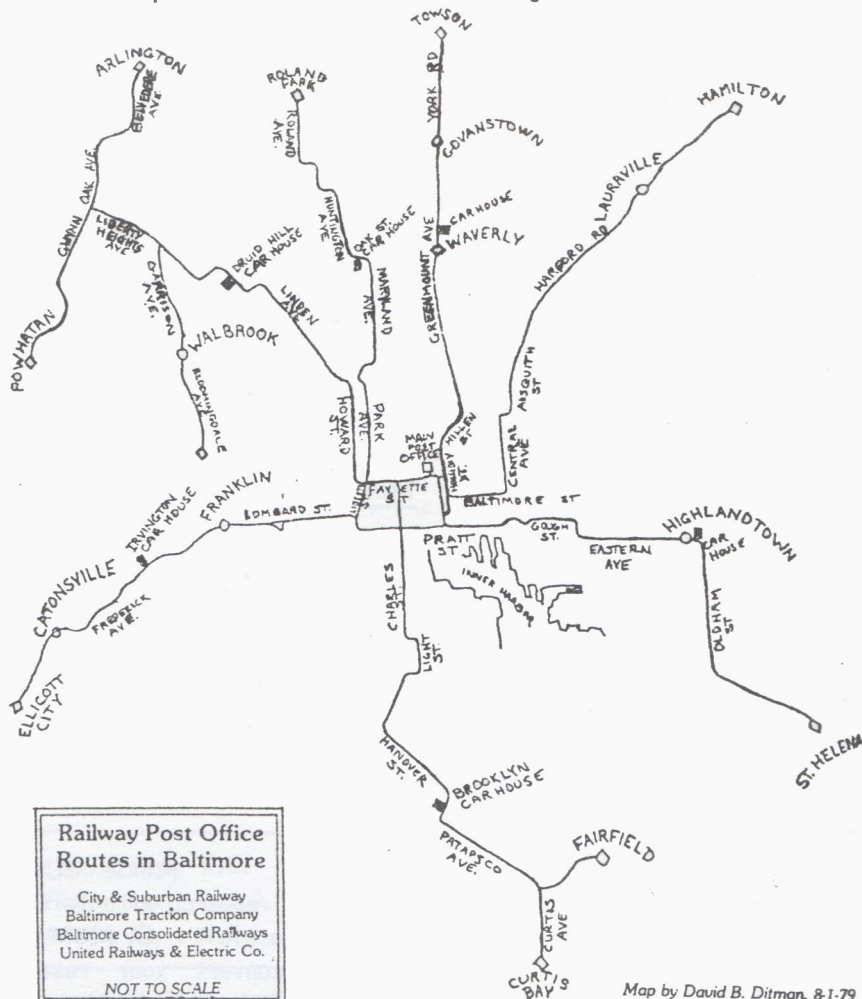 TOWSON
ARLINGTON
BELVEDERE
AVE.
ROLAND
PARK
ROLAND
AVE.
YORK RD
HAMILTON
GOVANSTOWN
LAURAVILLE
GWYNN OAK AVE.
LIBERTY
HEIGHTS
AVE
HUNTINGTON
AVE
OAK ST.
CAR HOUSE
CARHOUSE
WAVERLY
HARFORD RD
DRUID HILL
CAR HOUSE
GARRISON
AVE.
LINDEN
AVE
MARYLAND
AVE.
GREENMOUNT AVE
POWHATAN
WALBROOK
BLOOMINGDALE
AVE
HOWARD
ST.
PARK
AVE.
MAIN
POST
OFFICE
HILLEN
ST.
HOLLIDAY
ST.
AISQUITH
ST
CENTRAL
AVE
FAYETTE
ST
BALTIMORE ST
IRVINGTON
CAR HOUSE
FRANKLIN
LOMBARD ST.
PRATT
ST.
GOUGH
ST.
EASTERN
AVE
HIGHLANDTOWN
CAR
HOUSE
CATONSVILLE
FREDERICK
AVE.
CHARLES
ST.
INNER HARBOR
OLDHAM
ST
LIGHT
ST.
ELLICOTT
CITY
HANOVER
ST.
ST. HELENA
BROOKLYN
CAR HOUSE
PATAPSCO
AVE.
FAIRFIELD
CURTIS
AVE
CURTIS
BAY
Railway Post Office
Routes in Baltimore
City & Suburban Railway
Baltimore Traction Company
Baltimore Consolidated Railways
United Railways & Electric Co.
NOT TO SCALE
Map by David B. Ditman, 8-1-79